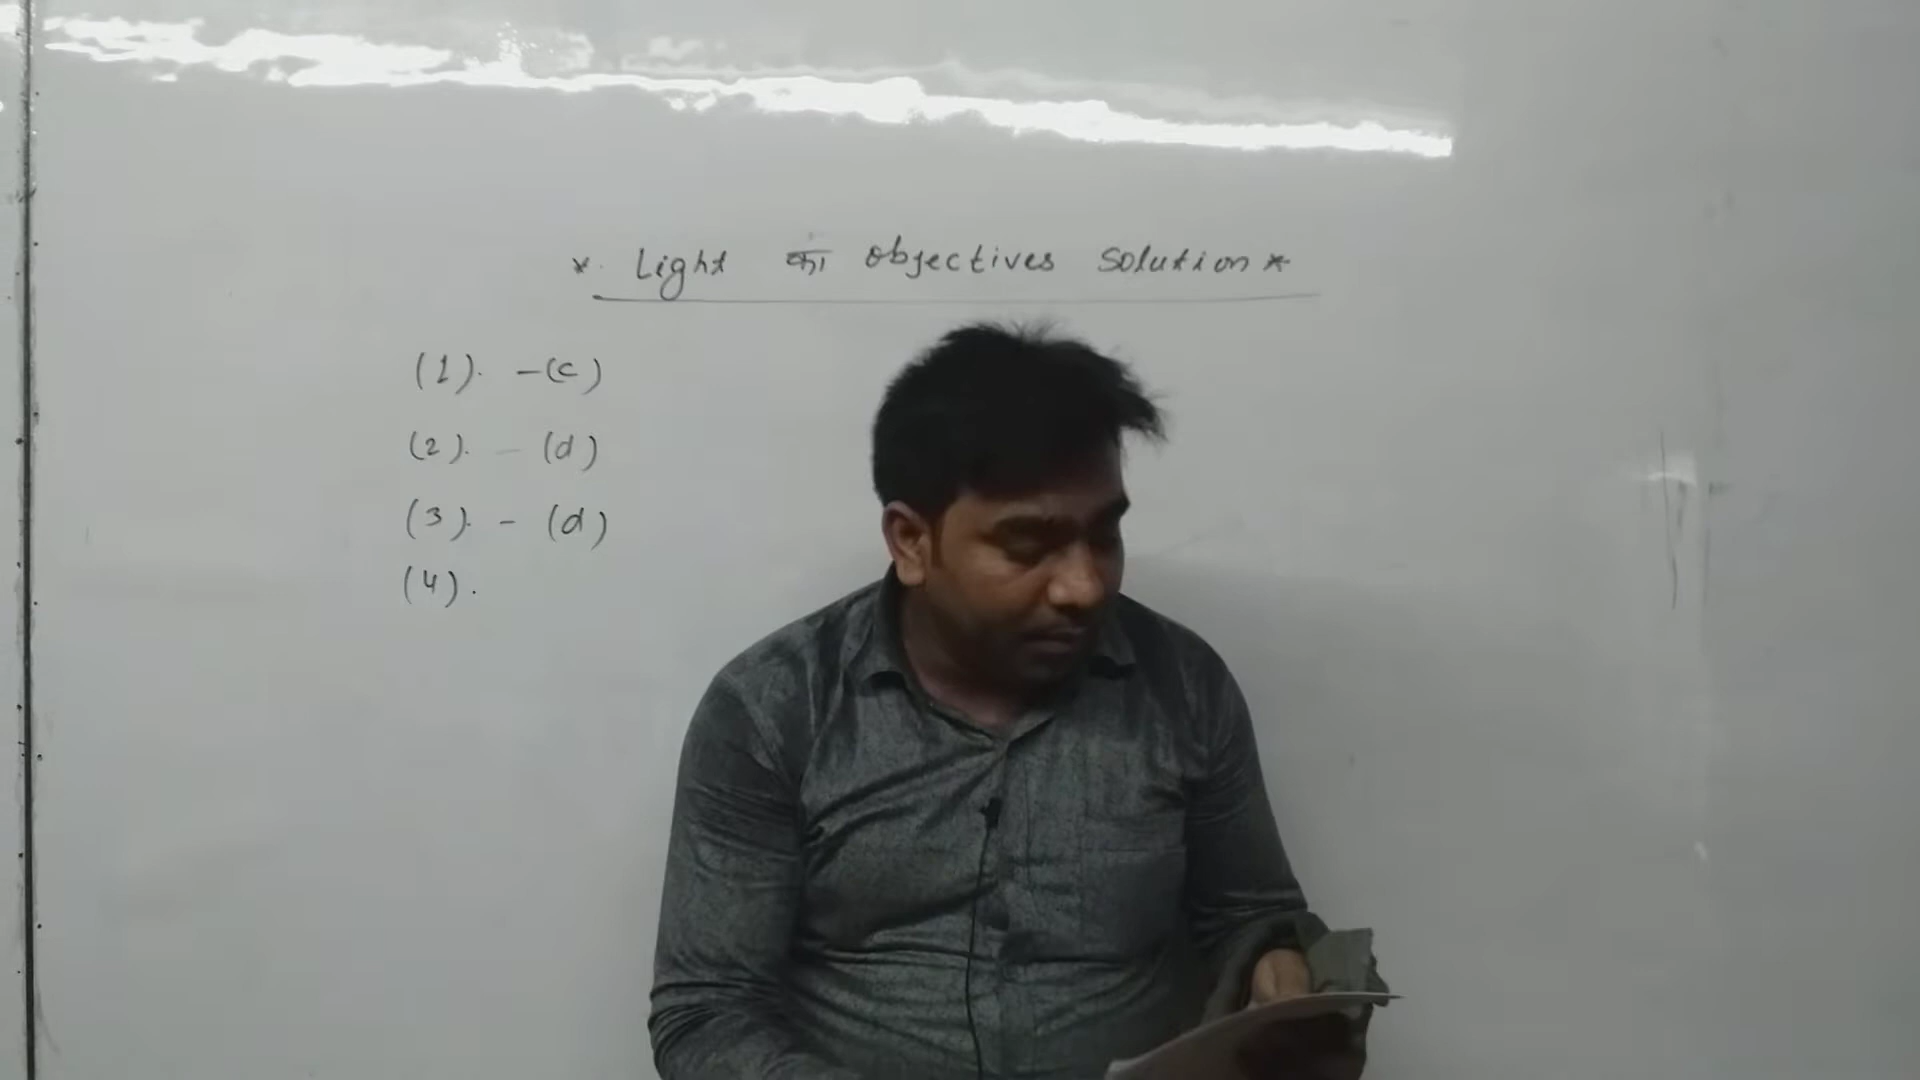 * Light का objectives solution *
(1). - (c)
(2). - (d)
(3). - (d)
(4).